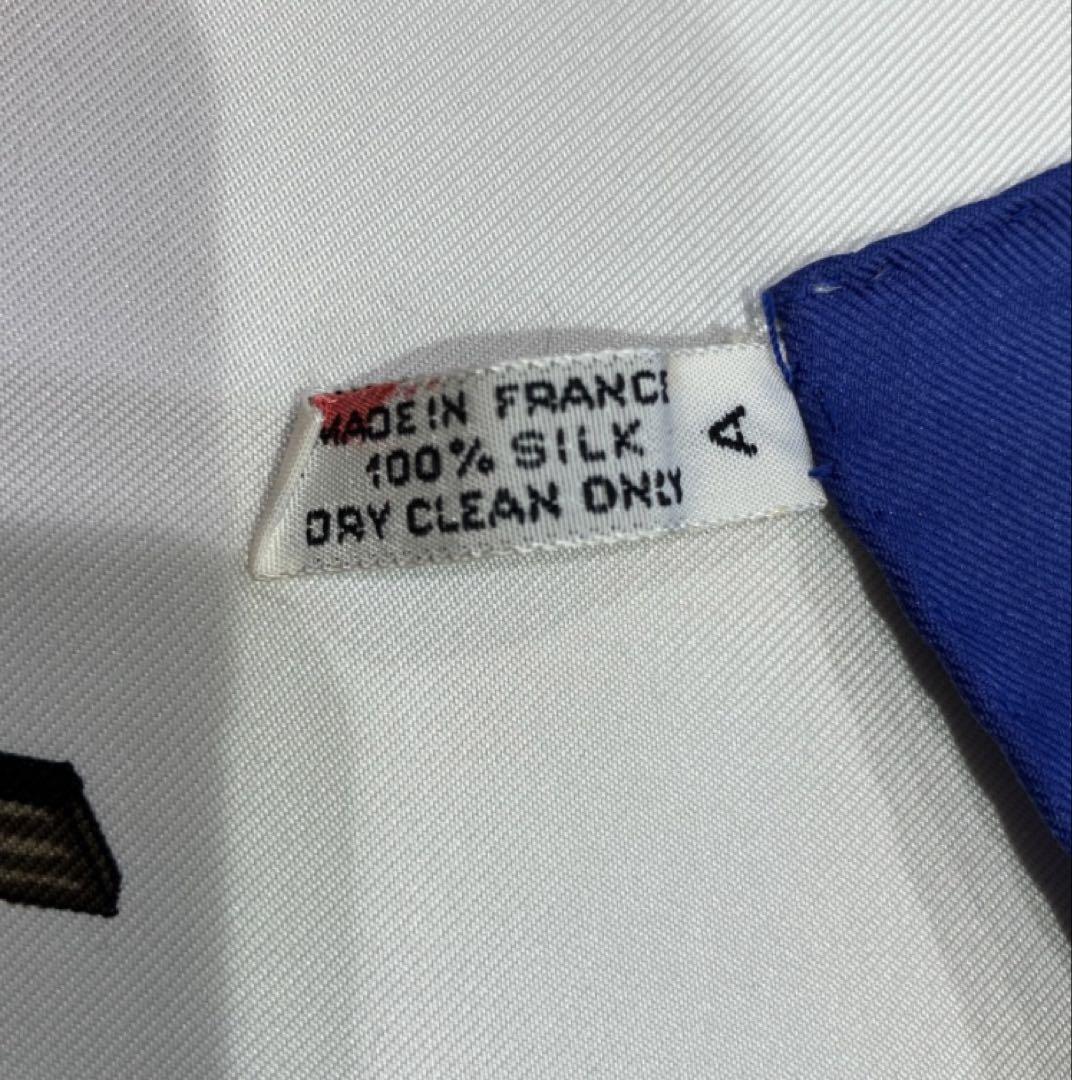 MADE IN FRANCE
100% SILK
DRY CLEAN ONLY
A